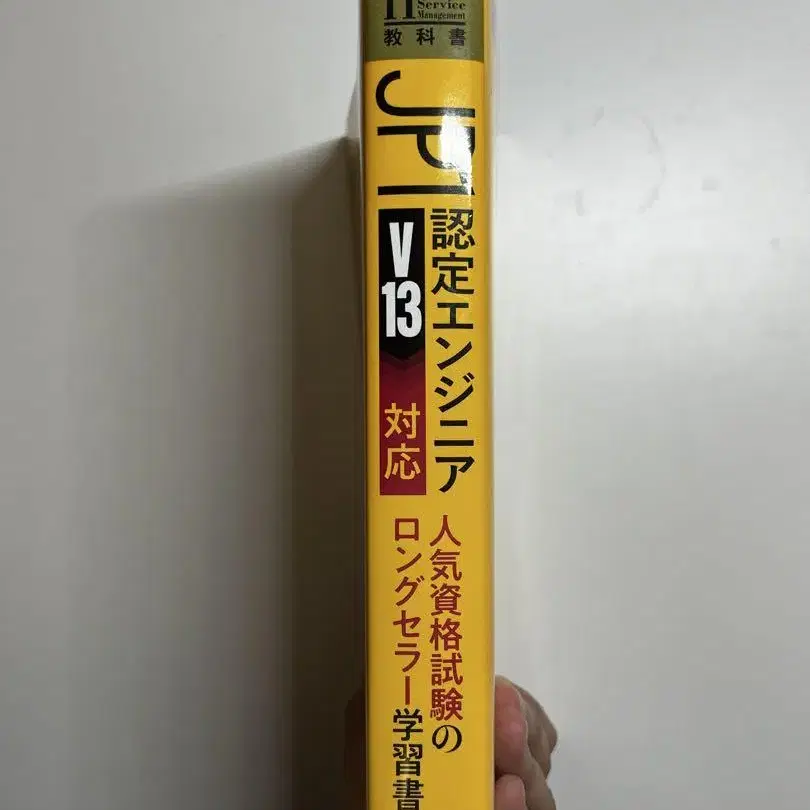 IT Service
Management
教科書
JP1
認定エンジニア
V
13
対応
人気資格試験の
ロングセラー学習書